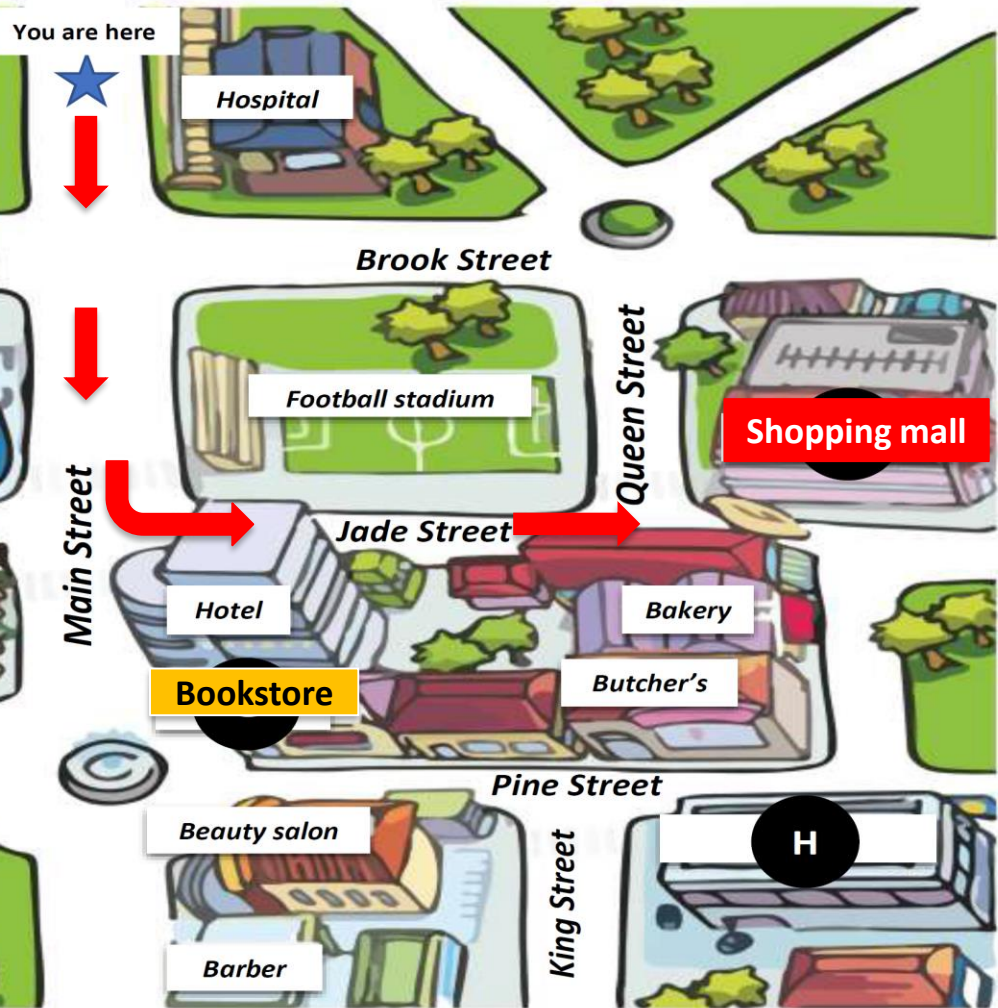 You are here
Hospital
Brook Street
Queen Street
Football stadium
Shopping mall
Main Street
Jade Street
Hotel
Bakery
Bookstore
Butcher's
Pine Street
Beauty salon
King Street
H
Barber